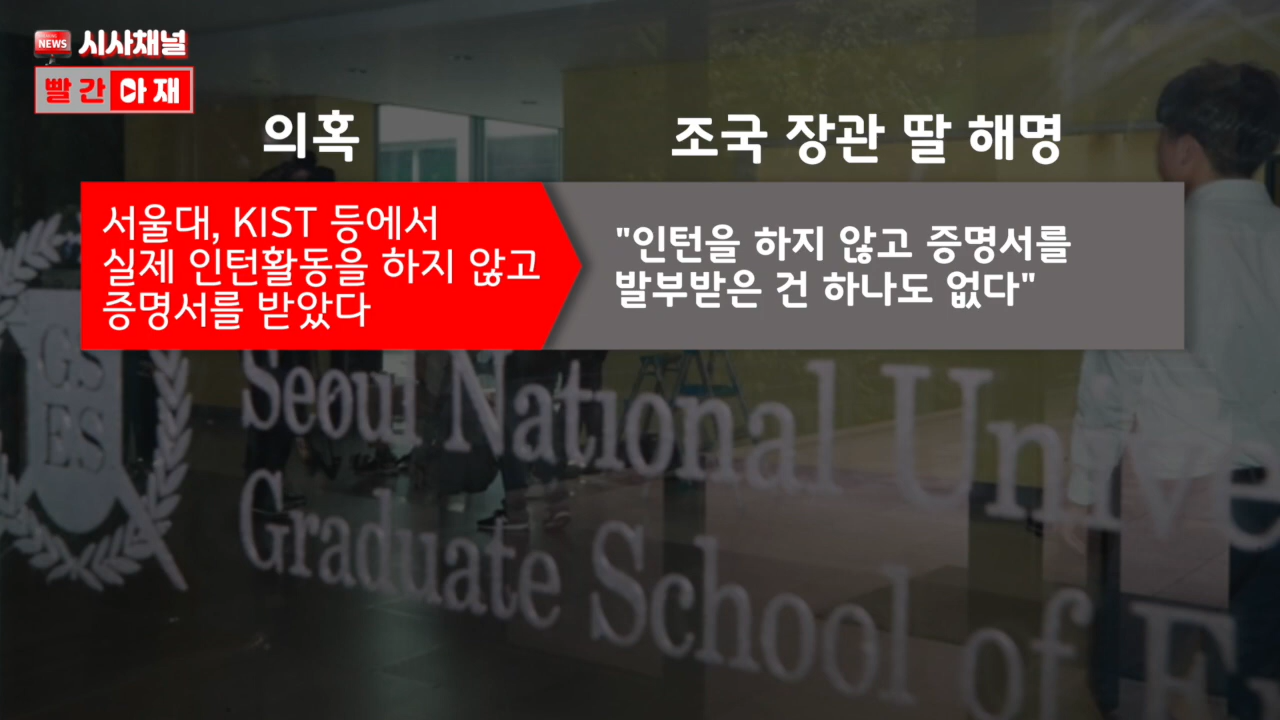 NEWS 시사채널
빨간아재
의혹
조국 장관 딸 해명
서울대, KIST 등에서
실제 인턴활동을 하지 않고
증명서를 받았다
"인턴을 하지 않고 증명서를
발부받은 건 하나도 없다"
GS
ES
Seoul National Unive
Graduate School of E